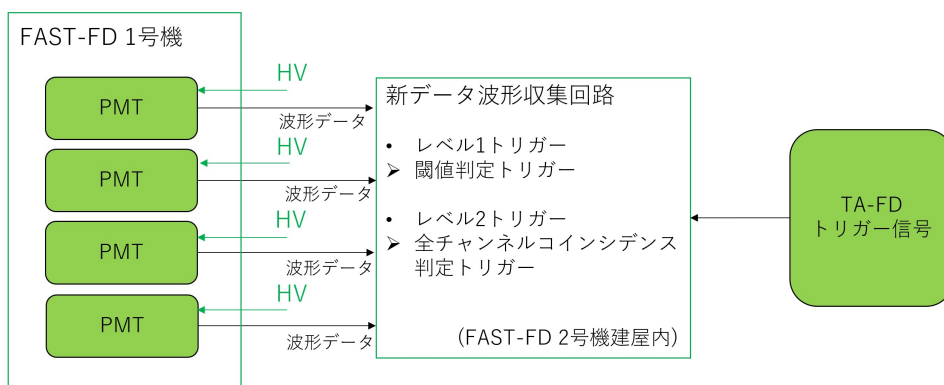 FAST-FD 1号機
HV
PMT
波形データ
HV
PMT
波形データ
HV
PMT
波形データ
HV
PMT
波形データ
新データ波形収集回路
• レベル1トリガー
➢ 閾値判定トリガー
• レベル2トリガー
➢ 全チャンネルコインシデンス
判定トリガー
(FAST-FD 2号機建屋内)
TA-FD
トリガー信号